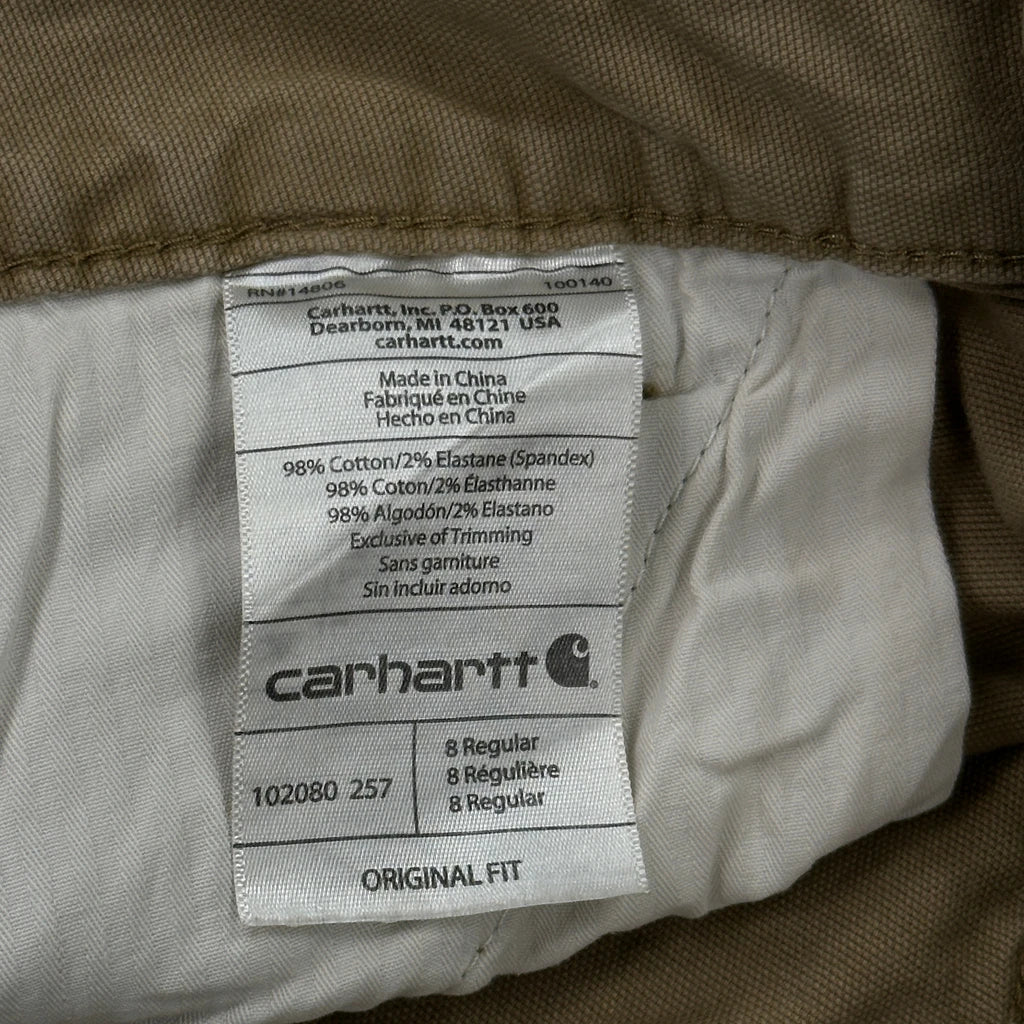 RN#14806 100140
Carhartt, Inc. P.O. Box 600
Dearborn, MI 48121 USA
carhartt.com
Made in China
Fabriqué en Chine
Hecho en China
98% Cotton/2% Elastane (Spandex)
98% Coton/2% Élasthanne
98% Algodón/2% Elastano
Exclusive of Trimming
Sans garniture
Sin incluir adorno
carhartt
102080 257
8 Regular
8 Régulière
8 Regular
ORIGINAL FIT